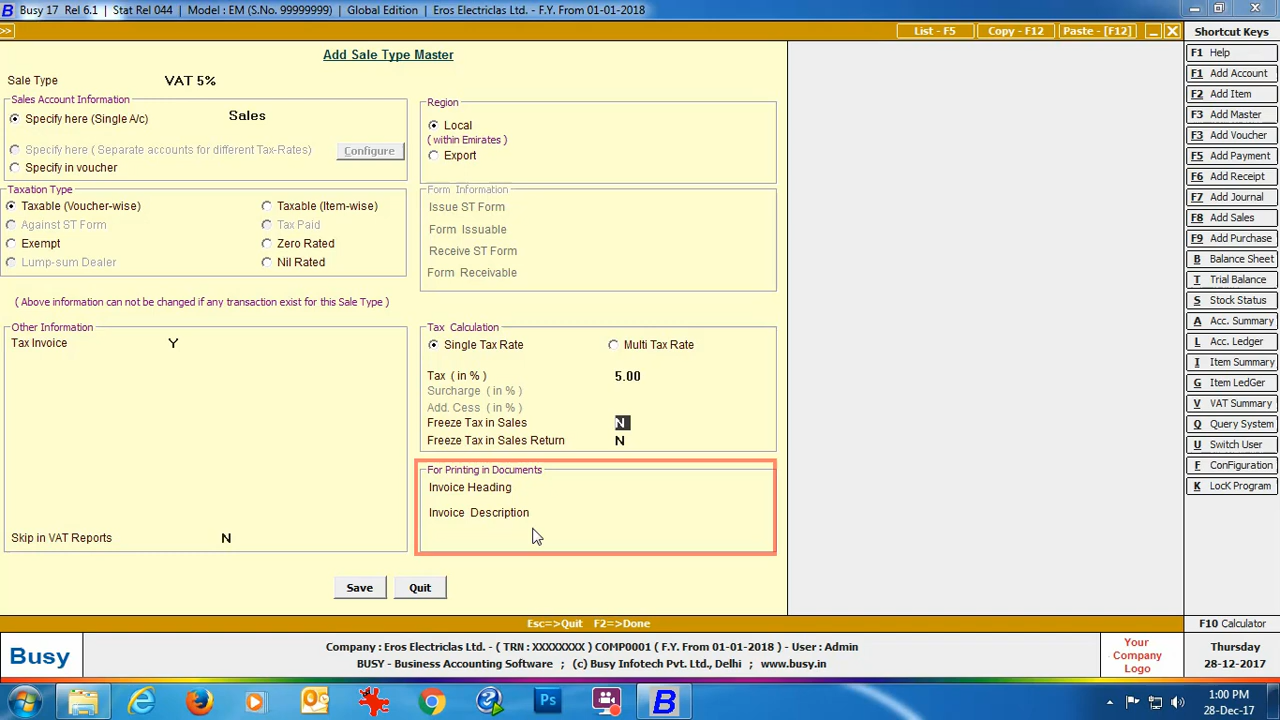 Busy 17 Rel 6.1 | Stat Rel 044 | Model : EM (S.No. 99999999) | Global Edition | Eros Electriclas Ltd. - F.Y. From 01-01-2018
>> List - F5 Copy - F12 Paste - [F12]
Shortcut Keys
Add Sale Type Master
Sale Type VAT 5%
Sales Account Information
Specify here (Single A/c) Sales
Specify here ( Separate accounts for different Tax-Rates) Configure
Specify in voucher
Region
Local
( within Emirates )
Export
Taxation Type
Taxable (Voucher-wise) Taxable (Item-wise)
Against ST Form Tax Paid
Exempt Zero Rated
Lump-sum Dealer Nil Rated
Form Information
Issue ST Form
Form Issuable
Receive ST Form
Form Receivable
( Above information can not be changed if any transaction exist for this Sale Type )
Other Information
Tax Invoice Y
Skip in VAT Reports N
Tax Calculation
Single Tax Rate Multi Tax Rate
Tax ( in % ) 5.00
Surcharge ( in % )
Add. Cess ( in % )
Freeze Tax in Sales N
Freeze Tax in Sales Return N
For Printing in Documents
Invoice Heading
Invoice Description
Save Quit
F1 Help
F1 Add Account
F2 Add Item
F3 Add Master
F3 Add Voucher
F5 Add Payment
F6 Add Receipt
F7 Add Journal
F8 Add Sales
F9 Add Purchase
B Balance Sheet
T Trial Balance
S Stock Status
A Acc. Summary
L Acc. Ledger
I Item Summary
G Item LedGer
V VAT Summary
Q Query System
U Switch User
F ConFiguration
K LocK Program
Esc=>Quit F2=>Done
F10 Calculator
Busy
Company : Eros Electriclas Ltd. - ( TRN : XXXXXXXX ) COMP0001 ( F.Y. From 01-01-2018 ) - User : Admin
BUSY - Business Accounting Software ; (c) Busy Infotech Pvt. Ltd., Delhi ; www.busy.in
Your
Company
Logo
Thursday
28-12-2017
Ps
B
1:00 PM
28-Dec-17